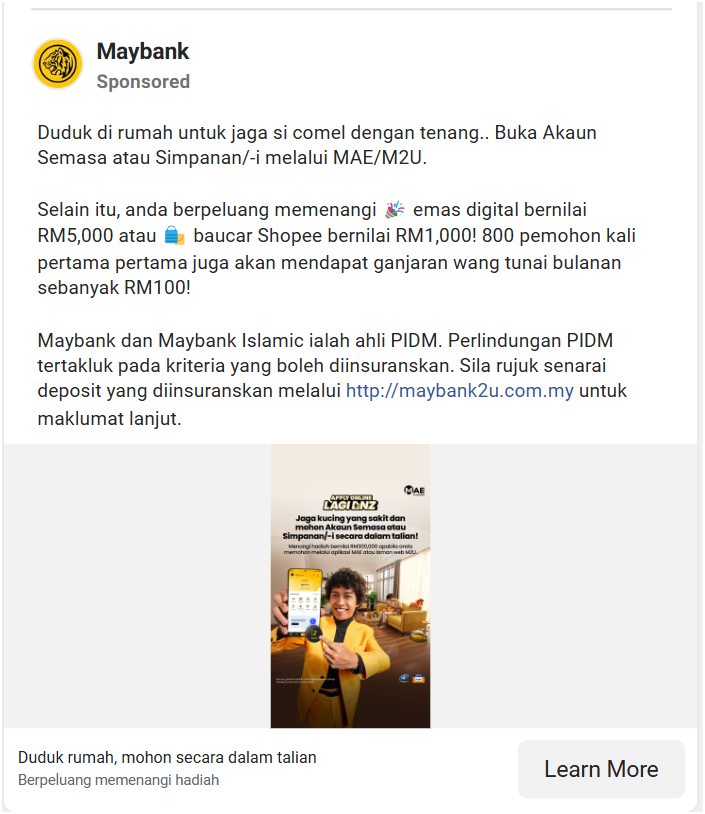 Maybank
Sponsored
Duduk di rumah untuk jaga si comel dengan tenang.. Buka Akaun
Semasa atau Simpanan/-i melalui MAE/M2U.
Selain itu, anda berpeluang memenangi 🎉 emas digital bernilai
RM5,000 atau 🛍️ baucar Shopee bernilai RM1,000! 800 pemohon kali
pertama pertama juga akan mendapat ganjaran wang tunai bulanan
sebanyak RM100!
Maybank dan Maybank Islamic ialah ahli PIDM. Perlindungan PIDM
tertakluk pada kriteria yang boleh diinsuranskan. Sila rujuk senarai
deposit yang diinsuranskan melalui http://maybank2u.com.my untuk
maklumat lanjut.
MAE
APPLY ONLINE
LAGI BNZ
Jaga kucing yang sakit dan
mohon Akaun Semasa atau
Simpanan/-i secara dalam talian!
Menangi hadiah bernilai RM300,000 apabila anda
memohon melalui aplikasi MAE atau laman web M2U.
Duduk rumah, mohon secara dalam talian
Berpeluang memenangi hadiah
Learn More